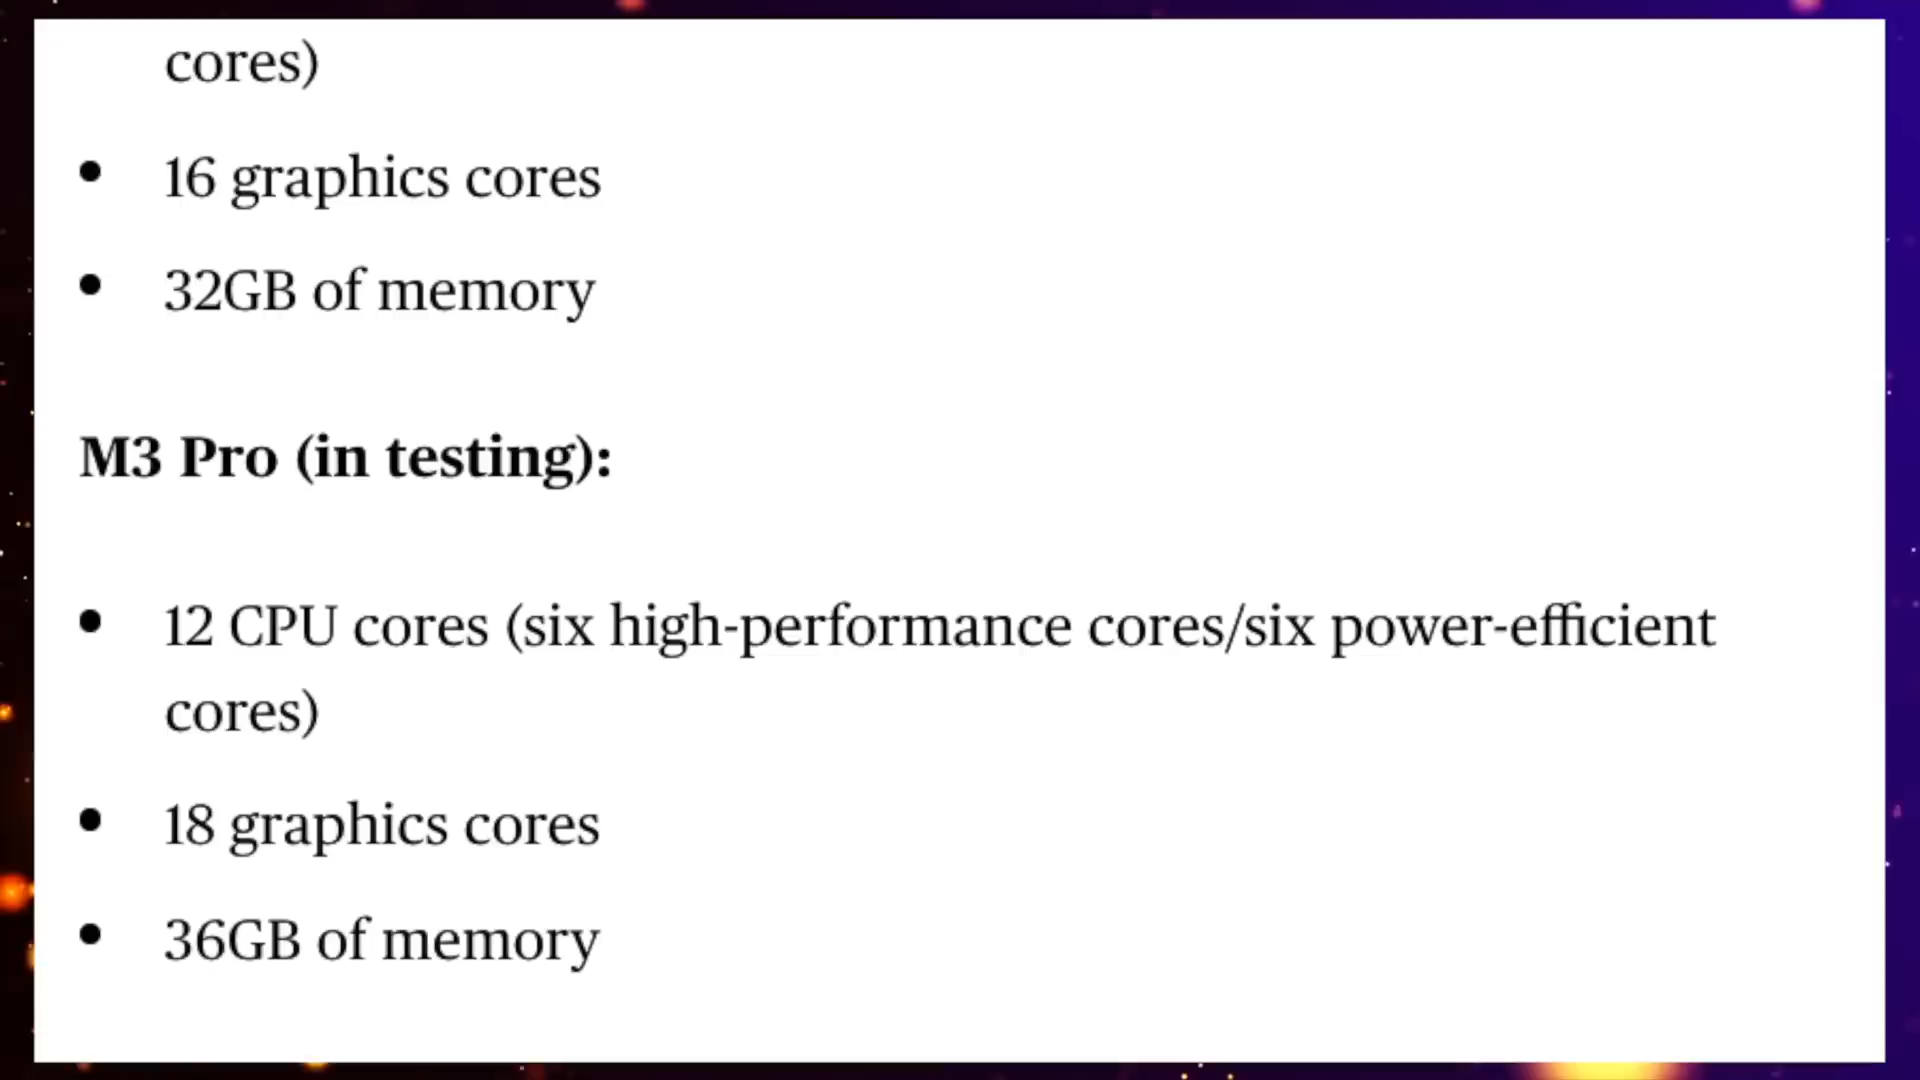 cores)
• 16 graphics cores
• 32GB of memory
M3 Pro (in testing):
• 12 CPU cores (six high-performance cores/six power-efficient
cores)
• 18 graphics cores
• 36GB of memory